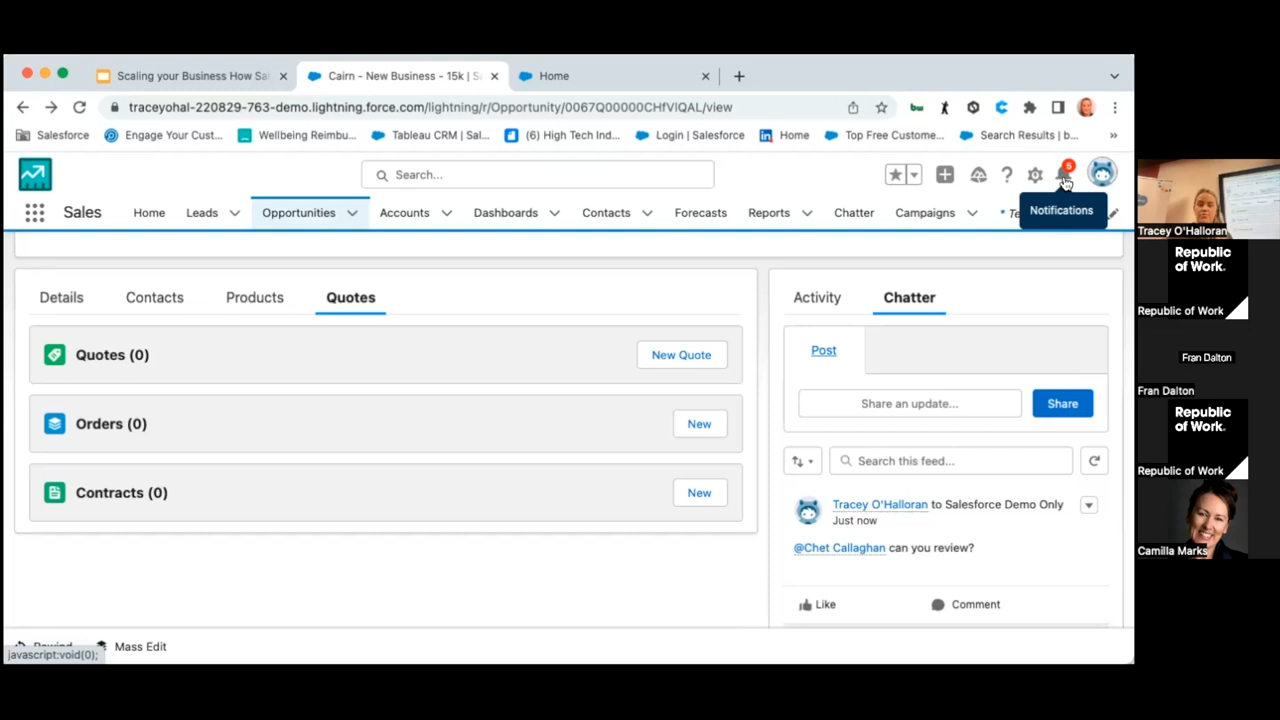 Scaling your Business How Sal
Cairn - New Business - 15k | S
Home
traceyohal-220829-763-demo.lightning.force.com/lightning/r/Opportunity/0067Q00000CHfVlQAL/view
Salesforce
Engage Your Cust...
Wellbeing Reimbu...
Tableau CRM | Sal...
(6) High Tech Ind...
Login | Salesforce
Home
Top Free Custome...
Search Results | b...
»
Search...
Sales
Home
Leads
Opportunities
Accounts
Dashboards
Contacts
Forecasts
Reports
Chatter
Campaigns
* Te
Notifications
Details
Contacts
Products
Quotes
Quotes (0)
New Quote
Orders (0)
New
Contracts (0)
New
Activity
Chatter
Post
Share an update...
Share
Search this feed...
Tracey O'Halloran to Salesforce Demo Only
Just now
@Chet Callaghan can you review?
Like
Comment
Mass Edit
javascript:void(0);
Tracey O'Halloran
Republic
of Work.
Republic of Work
Fran Dalton
Fran Dalton
Republic
of Work.
Republic of Work
Camilla Marks